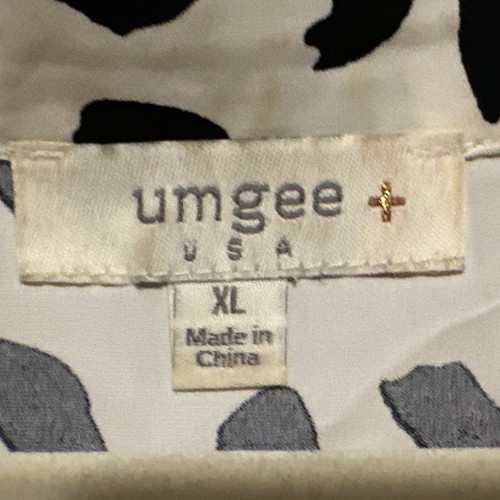 umgee +
USA
XL
Made in
China